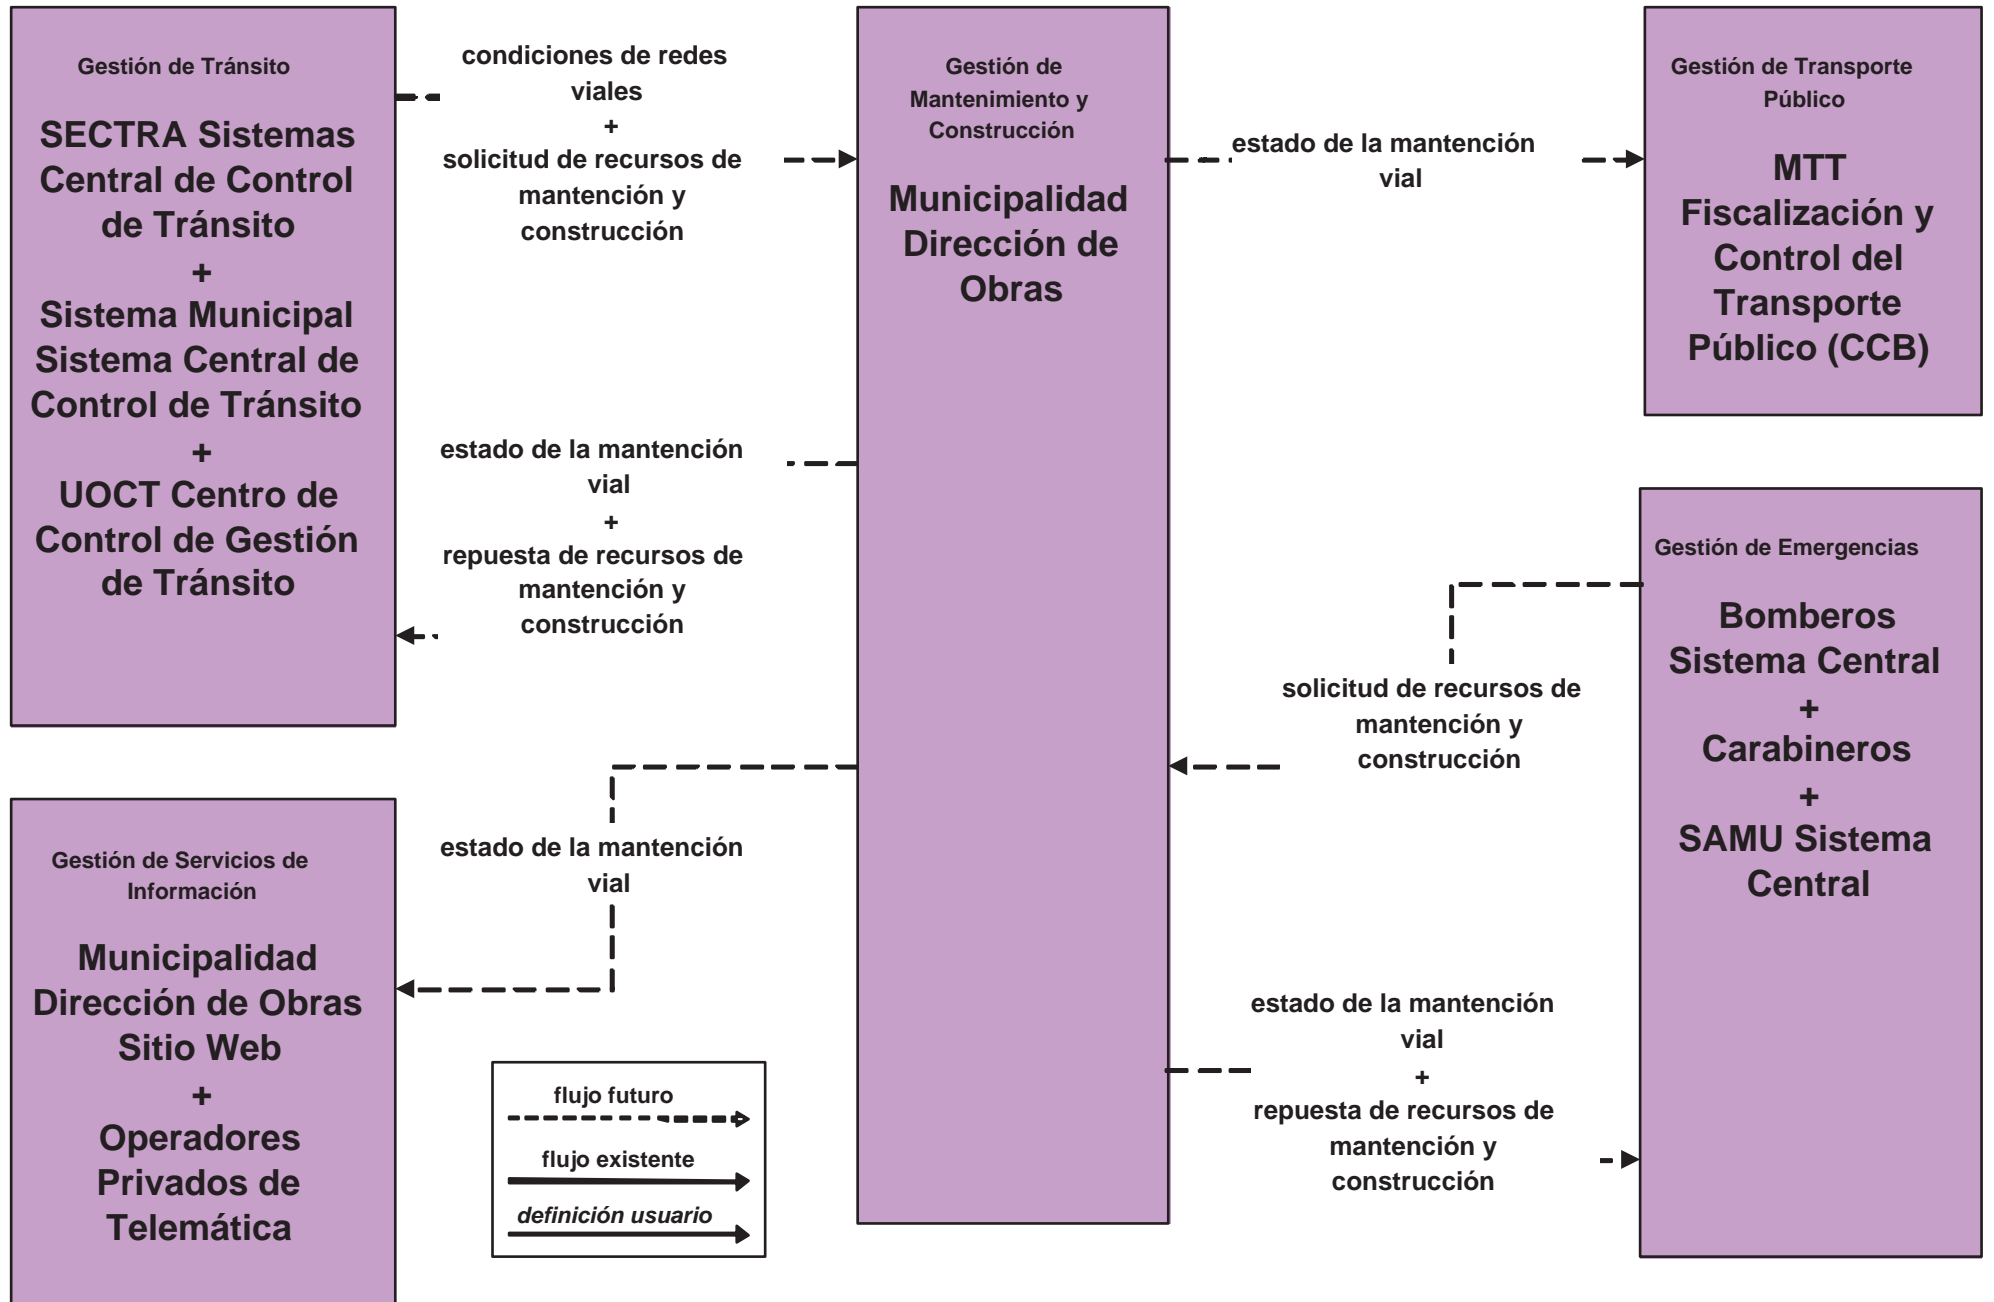 Gestión de Tránsito
SECTRA Sistemas
Central de Control
de Tránsito
+
Sistema Municipal
Sistema Central de
Control de Tránsito
+
UOCT Centro de
Control de Gestión
de Tránsito
condiciones de redes
viales
+
solicitud de recursos de
mantención y
construcción
estado de la mantención
vial
+
repuesta de recursos de
mantención y
construcción
Gestión de
Mantenimiento y
Construcción
Municipalidad
Dirección de
Obras
estado de la mantención
vial
Gestión de Transporte
Público
MTT
Fiscalización y
Control del
Transporte
Público (CCB)
Gestión de Emergencias
Bomberos
Sistema Central
+
Carabineros
+
SAMU Sistema
Central
solicitud de recursos de
mantención y
construcción
estado de la mantención
vial
+
repuesta de recursos de
mantención y
construcción
estado de la mantención
vial
Gestión de Servicios de
Información
Municipalidad
Dirección de Obras
Sitio Web
+
Operadores
Privados de
Telemática
flujo futuro
flujo existente
definición usuario